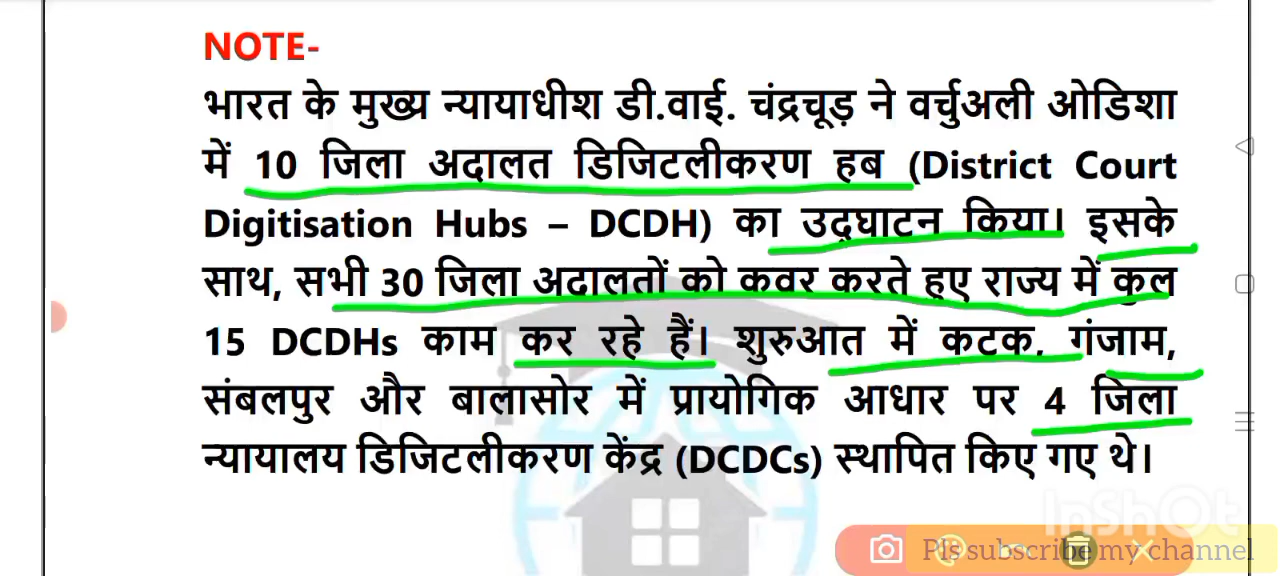 NOTE-
भारत के मुख्य न्यायाधीश डी.वाई. चंद्रचूड़ ने वर्चुअली ओडिशा
में 10 जिला अदालत डिजिटलीकरण हब (District Court
Digitisation Hubs – DCDH) का उद्घाटन किया। इसके
साथ, सभी 30 जिला अदालतों को कवर करते हुए राज्य में कुल
15 DCDHs काम कर रहे हैं। शुरुआत में कटक, गंजाम,
संबलपुर और बालासोर में प्रायोगिक आधार पर 4 जिला
न्यायालय डिजिटलीकरण केंद्र (DCDCs) स्थापित किए गए थे।
InShOt
Pls subscribe my channel